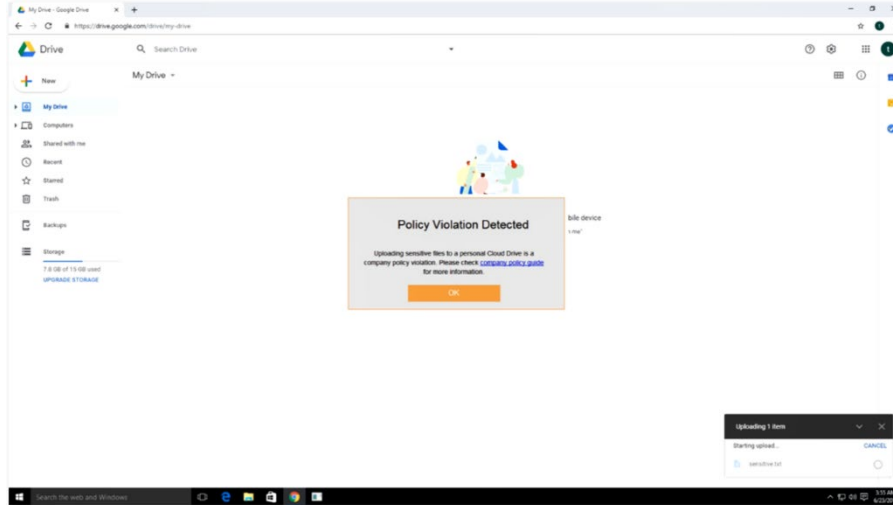 My Drive - Google Drive
https://drive.google.com/drive/my-drive
Drive
Search Drive
New
My Drive
My Drive
Computers
Shared with me
Recent
Starred
Trash
Backups
Storage
7.8 GB of 15 GB used
UPGRADE STORAGE
bile device
Policy Violation Detected
Uploading sensitive files to a personal Cloud Drive is a
company policy violation. Please check company policy guide
for more information.
OK
Uploading 1 item
Starting upload...
CANCEL
sensitive.txt
Search the web and Windows